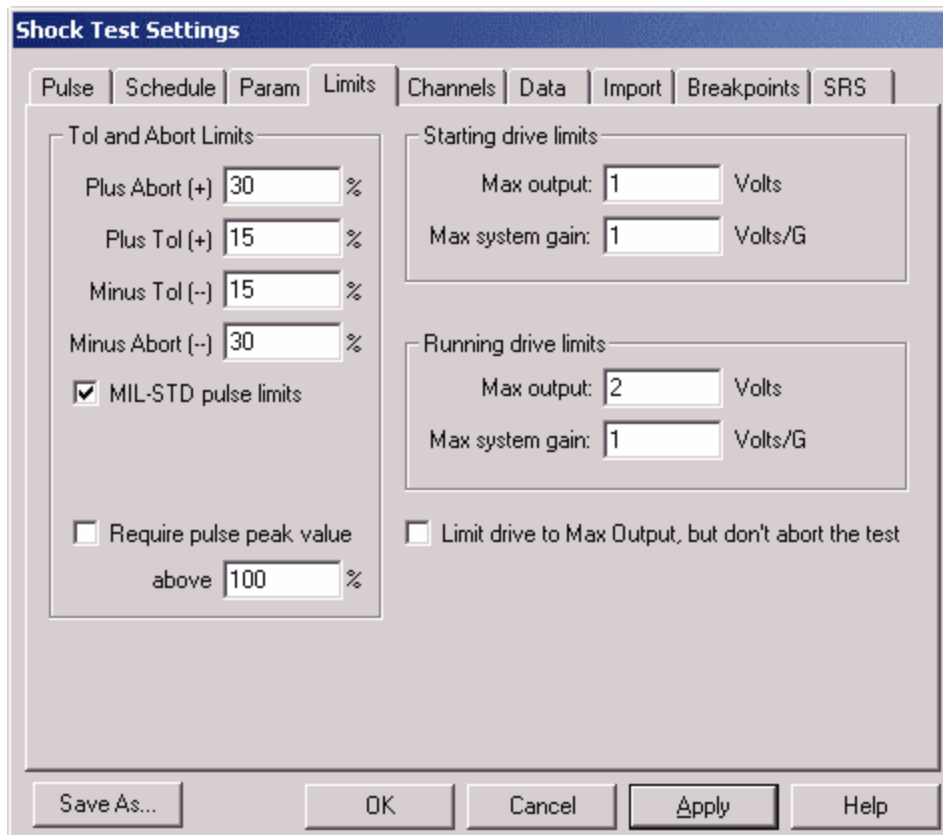 Shock Test Settings
Pulse Schedule Param Limits Channels Data Import Breakpoints SRS
Tol and Abort Limits
Plus Abort (+) 30 %
Plus Tol (+) 15 %
Minus Tol (--) 15 %
Minus Abort (--) 30 %
MIL-STD pulse limits
Require pulse peak value
above 100 %
Starting drive limits
Max output: 1 Volts
Max system gain: 1 Volts/G
Running drive limits
Max output: 2 Volts
Max system gain: 1 Volts/G
Limit drive to Max Output, but don't abort the test
Save As... OK Cancel Apply Help